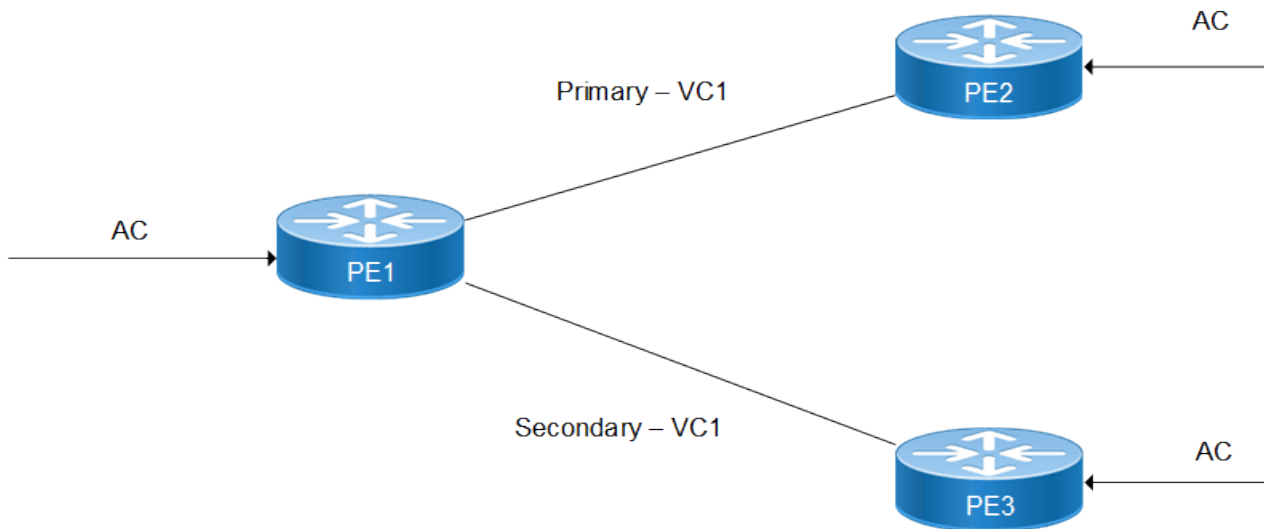 AC
PE2
Primary – VC1
AC
PE1
Secondary – VC1
AC
PE3